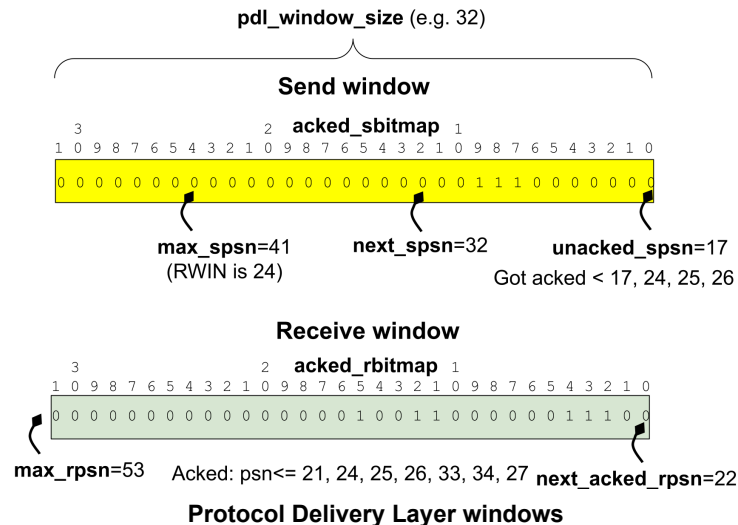 pdl_window_size (e.g. 32)
Send window
3 2 acked_sbitmap 1
1 0 9 8 7 6 5 4 3 2 1 0 9 8 7 6 5 4 3 2 1 0 9 8 7 6 5 4 3 2 1 0
0 0 0 0 0 0 0 0 0 0 0 0 0 0 0 0 0 0 0 0 0 0 1 1 1 0 0 0 0 0 0 0
max_spsn=41 next_spsn=32 unacked_spsn=17
(RWIN is 24) Got acked < 17, 24, 25, 26
Receive window
3 2 acked_rbitmap 1
1 0 9 8 7 6 5 4 3 2 1 0 9 8 7 6 5 4 3 2 1 0 9 8 7 6 5 4 3 2 1 0
0 0 0 0 0 0 0 0 0 0 0 0 0 0 0 0 1 0 0 1 1 0 0 0 0 0 0 1 1 1 0 0
max_rpsn=53 Acked: psn<= 21, 24, 25, 26, 33, 34, 27 next_acked_rpsn=22
Protocol Delivery Layer windows